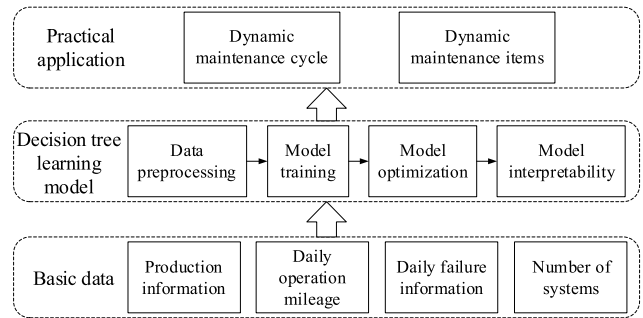 Practical
application
Dynamic
maintenance cycle
Dynamic
maintenance items
Decision tree
learning
model
Data
preprocessing
Model
training
Model
optimization
Model
interpretability
Basic data
Production
information
Daily
operation
mileage
Daily failure
information
Number of
systems